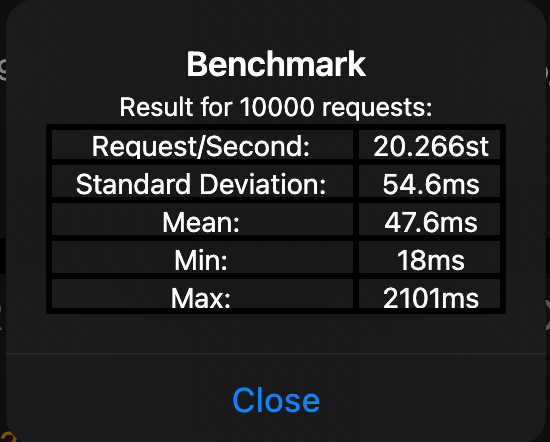 Benchmark
Result for 10000 requests:
Request/Second: 20.266st
Standard Deviation: 54.6ms
Mean: 47.6ms
Min: 18ms
Max: 2101ms
Close